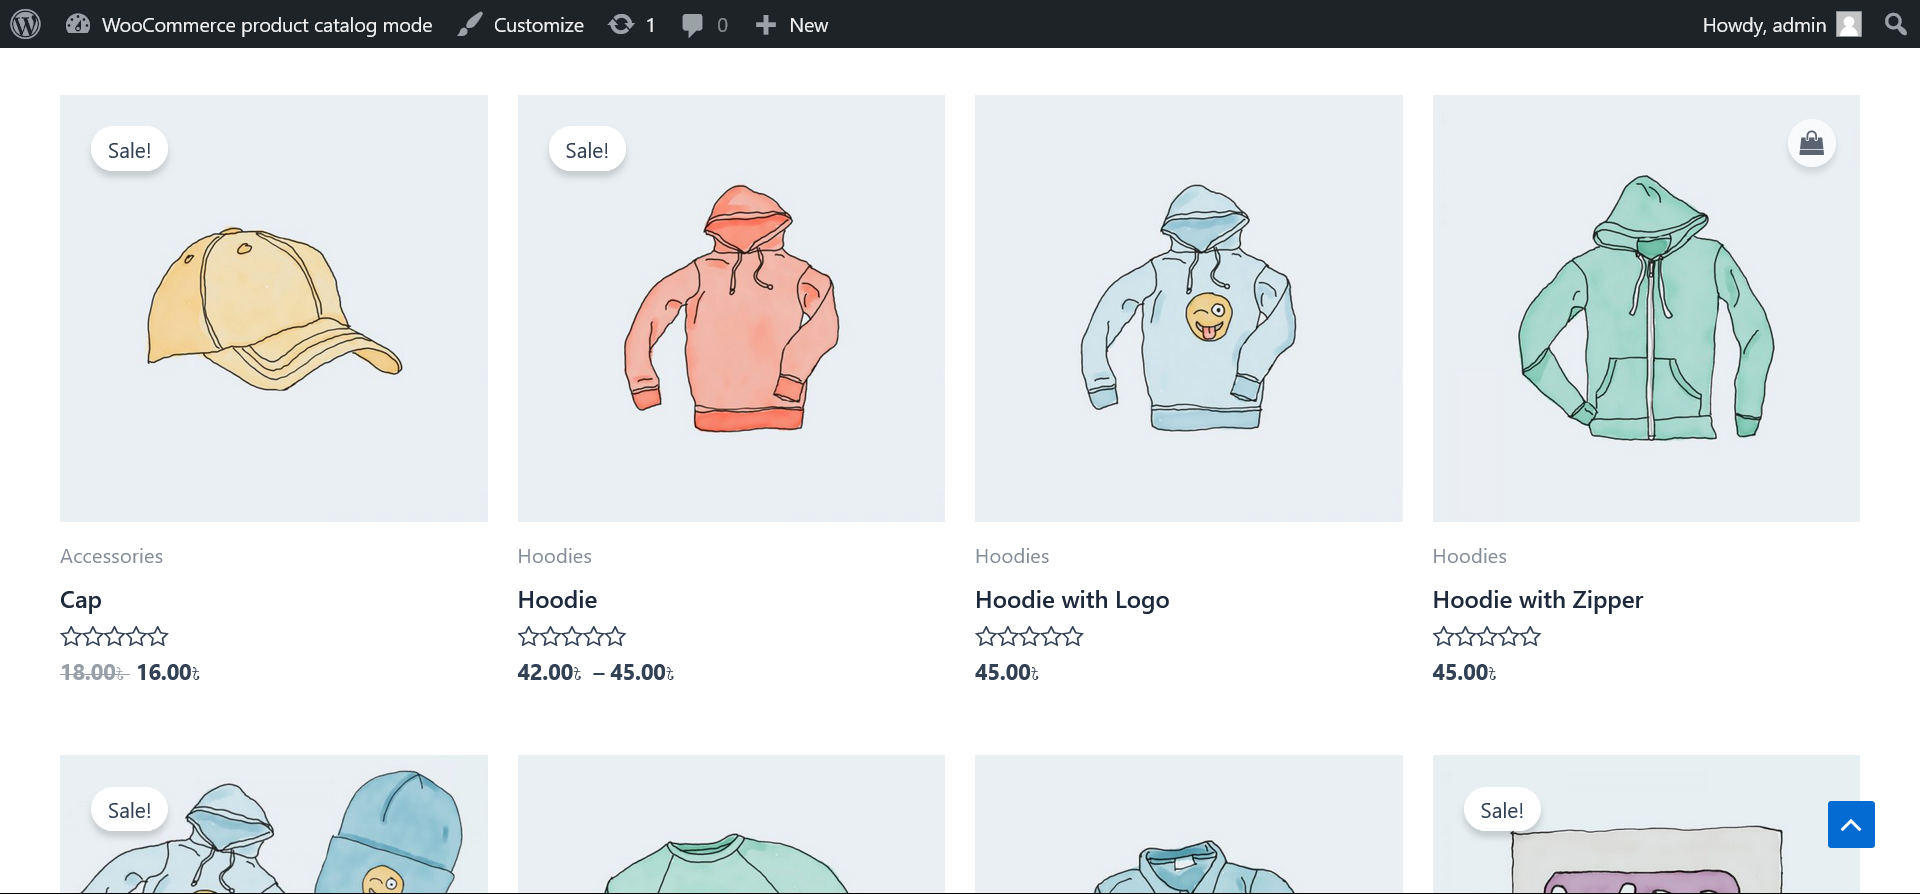 WooCommerce product catalog mode Customize 1 0 New Howdy, admin
Sale! Sale!
Accessories Hoodies Hoodies Hoodies
Cap Hoodie Hoodie with Logo Hoodie with Zipper
18.00৳ 16.00৳ 42.00৳ – 45.00৳ 45.00৳ 45.00৳
Sale! Sale!